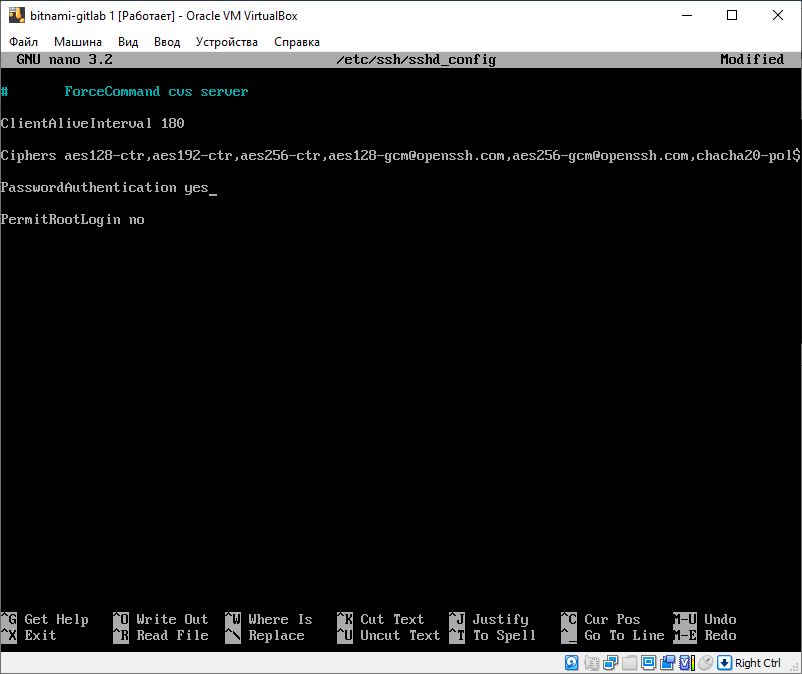 bitnami-gitlab 1 [Работает] - Oracle VM VirtualBox
Файл Машина Вид Ввод Устройства Справка
GNU nano 3.2 /etc/ssh/sshd_config Modified
# ForceCommand cvs server
ClientAliveInterval 180
Ciphers aes128-ctr,aes192-ctr,aes256-ctr,aes128-gcm@openssh.com,aes256-gcm@openssh.com,chacha20-pol$
PasswordAuthentication yes_
PermitRootLogin no
^G Get Help ^O Write Out ^W Where Is ^K Cut Text ^J Justify ^C Cur Pos M-U Undo
^X Exit ^R Read File ^\ Replace ^U Uncut Text ^T To Spell ^_ Go To Line M-E Redo
Right Ctrl